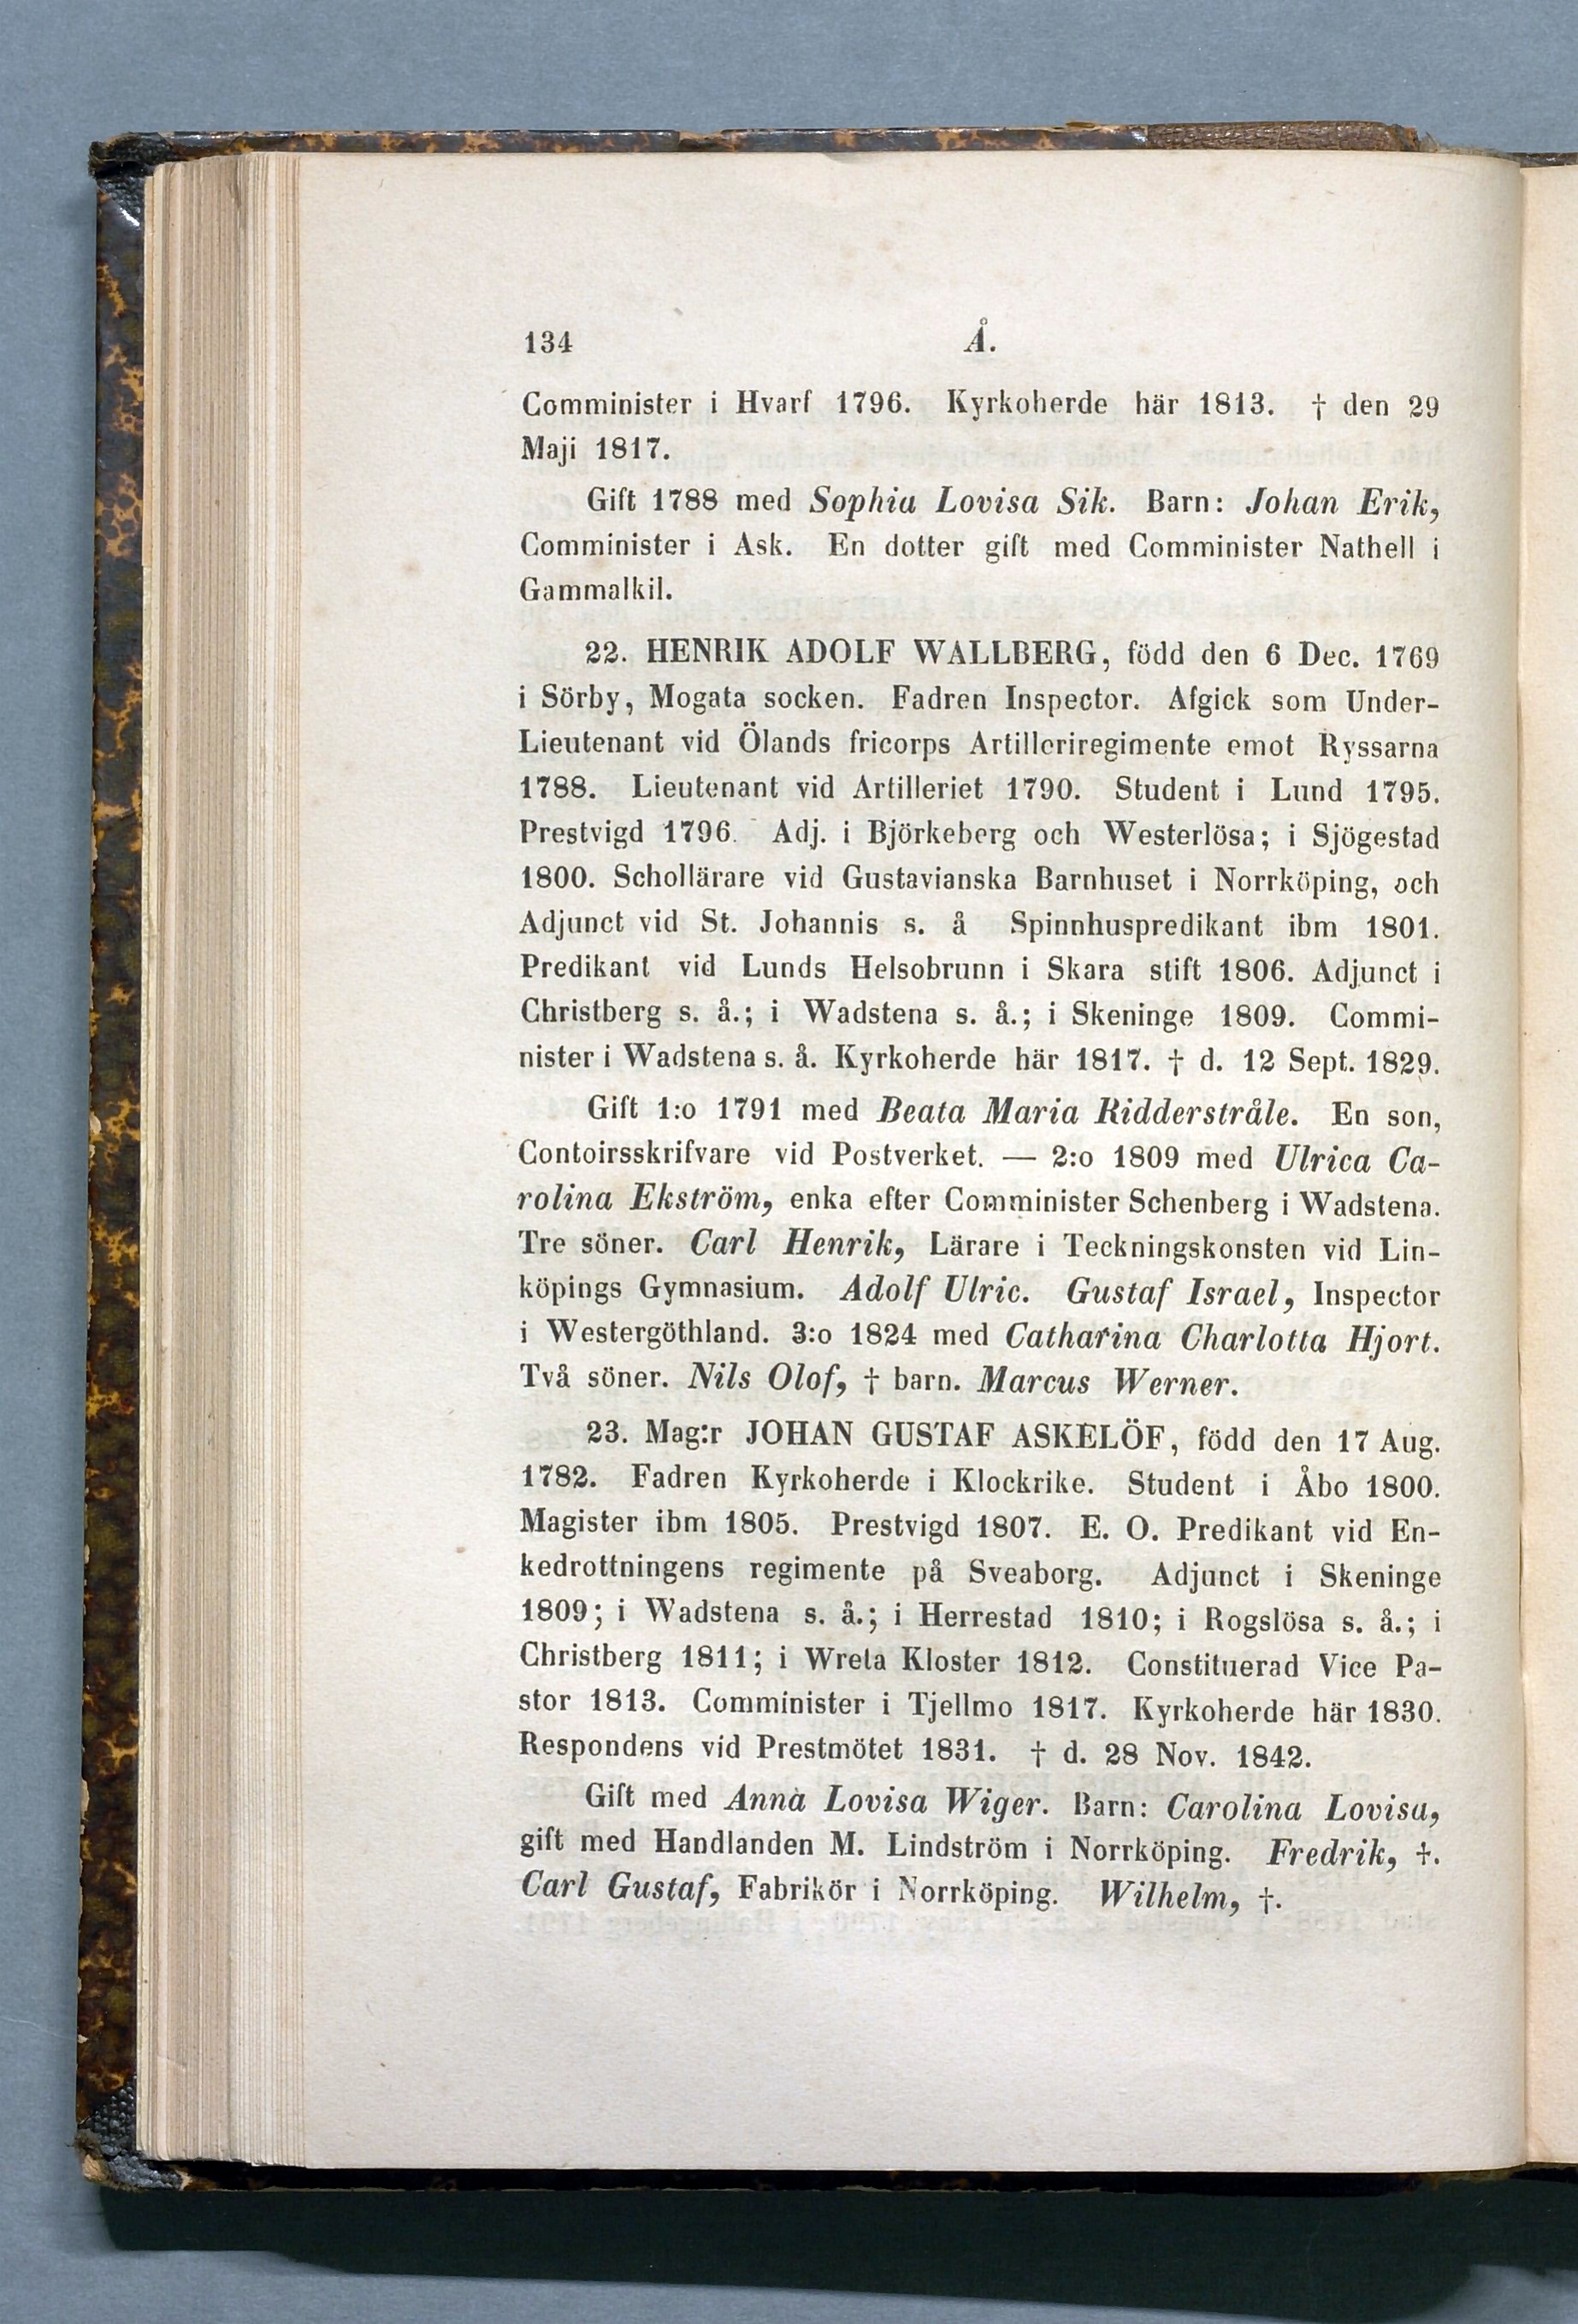 134 Å.
Comminister i Hvarf 1796. Kyrkoherde här 1813. † den 29
Maji 1817.
Gift 1788 med Sophia Lovisa Sik. Barn: Johan Erik,
Comminister i Ask. En dotter gift med Comminister Nathell i
Gammalkil.
22. HENRIK ADOLF WALLBERG, född den 6 Dec. 1769
i Sörby, Mogata socken. Fadren Inspector. Afgick som Under-
Lieutenant vid Ölands fricorps Artilleriregimente emot Ryssarna
1788. Lieutenant vid Artilleriet 1790. Student i Lund 1795.
Prestvigd 1796. Adj. i Björkeberg och Westerlösa; i Sjögestad
1800. Schollärare vid Gustavianska Barnhuset i Norrköping, och
Adjunct vid St. Johannis s. å Spinnhuspredikant ibm 1801.
Predikant vid Lunds Helsobrunn i Skara stift 1806. Adjunct i
Christberg s. å.; i Wadstena s. å.; i Skeninge 1809. Commi-
nister i Wadstena s. å. Kyrkoherde här 1817. † d. 12 Sept. 1829.
Gift 1:o 1791 med Beata Maria Ridderstråle. En son,
Contoirsskrifvare vid Postverket. — 2:o 1809 med Ulrica Ca-
rolina Ekström, enka efter Comminister Schenberg i Wadstena.
Tre söner. Carl Henrik, Lärare i Teckningskonsten vid Lin-
köpings Gymnasium. Adolf Ulric. Gustaf Israel, Inspector
i Westergöthland. 3:o 1824 med Catharina Charlotta Hjort.
Två söner. Nils Olof, † barn. Marcus Werner.
23. Mag:r JOHAN GUSTAF ASKELÖF, född den 17 Aug.
1782. Fadren Kyrkoherde i Klockrike. Student i Åbo 1800.
Magister ibm 1805. Prestvigd 1807. E. O. Predikant vid En-
kedrottningens regimente på Sveaborg. Adjunct i Skeninge
1809; i Wadstena s. å.; i Herrestad 1810; i Rogslösa s. å.; i
Christberg 1811; i Wreta Kloster 1812. Constituerad Vice Pa-
stor 1813. Comminister i Tjellmo 1817. Kyrkoherde här 1830.
Respondens vid Prestmötet 1831. † d. 28 Nov. 1842.
Gift med Anna Lovisa Wiger. Barn: Carolina Lovisa,
gift med Handlanden M. Lindström i Norrköping. Fredrik, †.
Carl Gustaf, Fabrikör i Norrköping. Wilhelm, †.